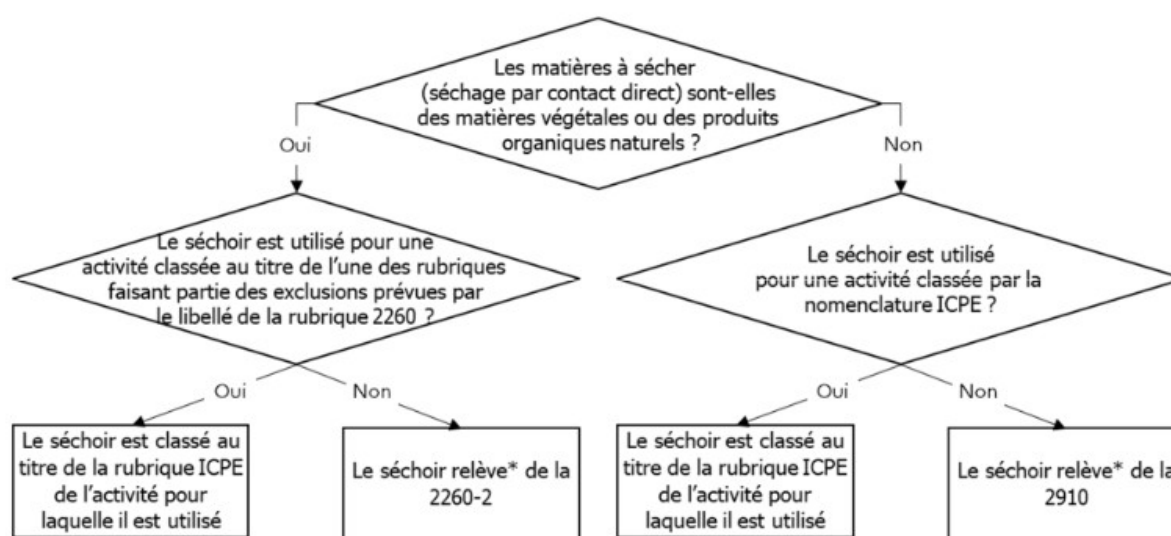 Les matières à sécher
(séchage par contact direct) sont-elles
des matières végétales ou des produits
organiques naturels ?
Oui
Non
Le séchoir est utilisé pour une
activité classée au titre de l'une des rubriques
faisant partie des exclusions prévues par
le libellé de la rubrique 2260 ?
Le séchoir est utilisé
pour une activité classée par la
nomenclature ICPE ?
Oui
Non
Oui
Non
Le séchoir est classé au
titre de la rubrique ICPE
de l'activité pour
laquelle il est utilisé
Le séchoir relève* de la
2260-2
Le séchoir est classé au
titre de la rubrique ICPE
de l'activité pour
laquelle il est utilisé
Le séchoir relève* de la
2910